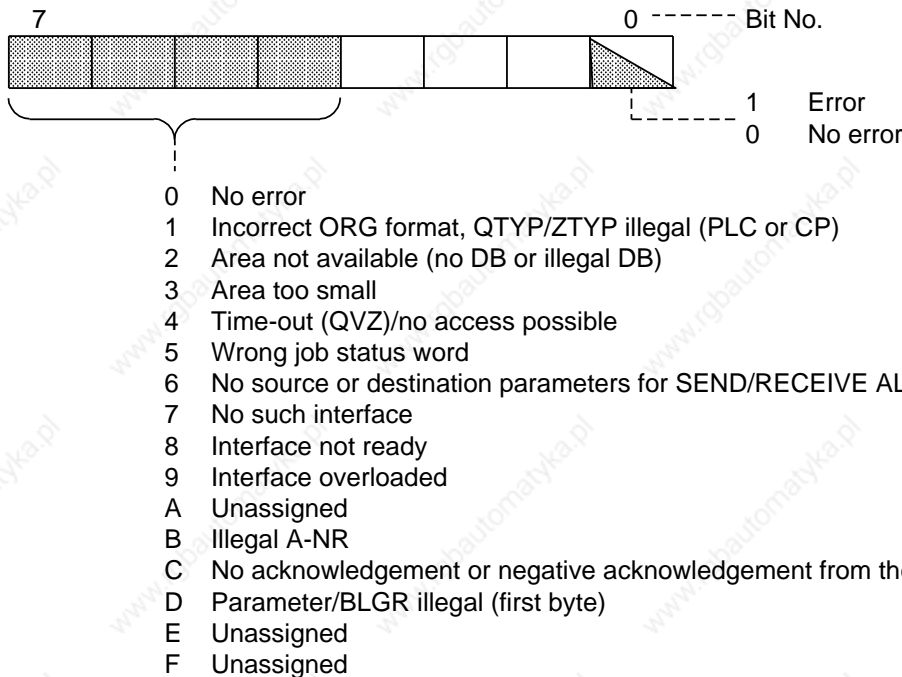 7 0 Bit No.
1 Error
0 No error
0 No error
1 Incorrect ORG format, QTYP/ZTYP illegal (PLC or CP)
2 Area not available (no DB or illegal DB)
3 Area too small
4 Time-out (QVZ)/no access possible
5 Wrong job status word
6 No source or destination parameters for SEND/RECEIVE AL
7 No such interface
8 Interface not ready
9 Interface overloaded
A Unassigned
B Illegal A-NR
C No acknowledgement or negative acknowledgement from the
D Parameter/BLGR illegal (first byte)
E Unassigned
F Unassigned
www.rgbautomatyka.pl